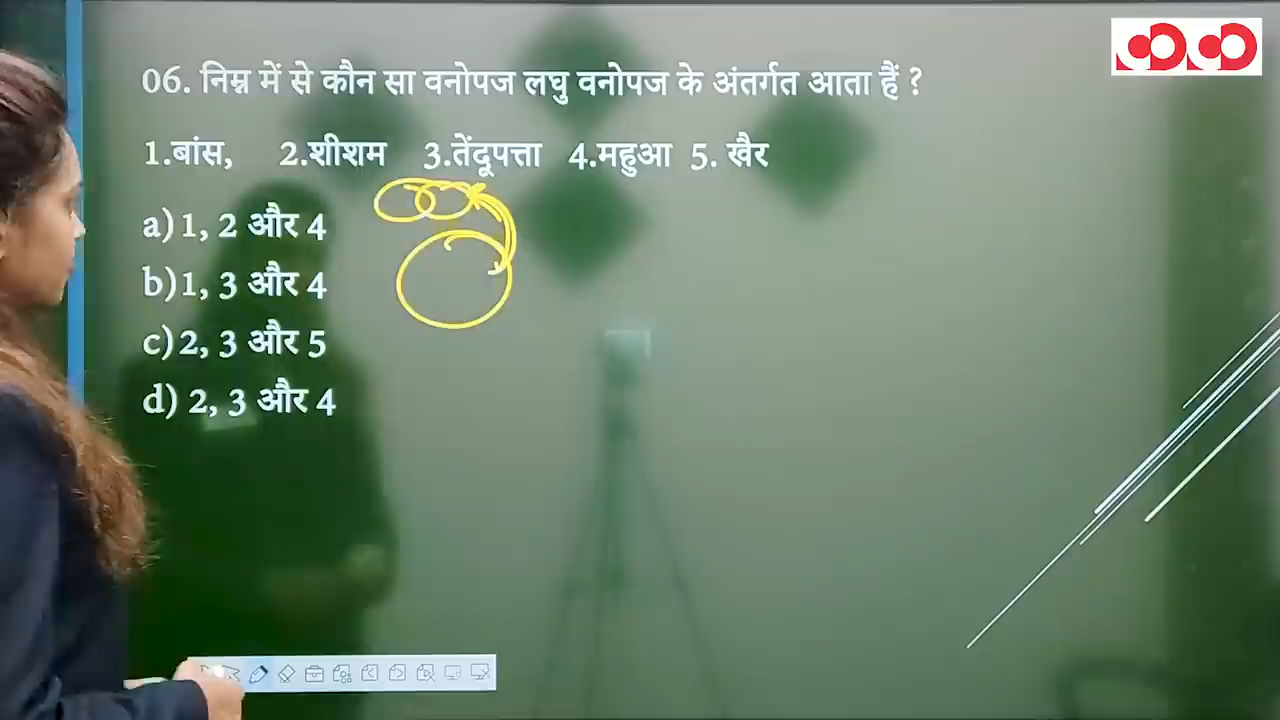 06. निम्न में से कौन सा वनोपज लघु वनोपज के अंतर्गत आता हैं ?
1.बांस, 2.शीशम 3.तेंदूपत्ता 4.महुआ 5. खैर
a) 1, 2 और 4
b) 1, 3 और 4
c) 2, 3 और 5
d) 2, 3 और 4